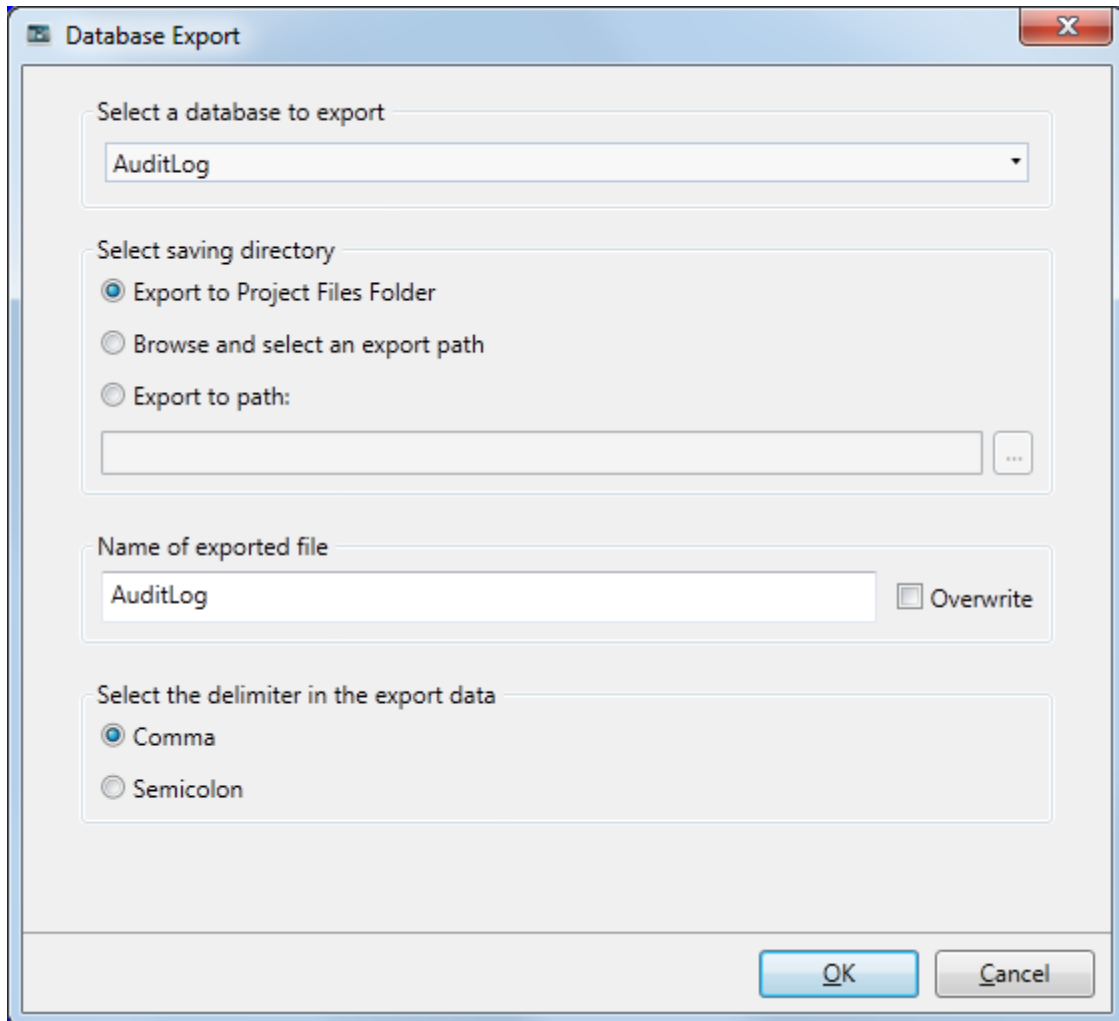 Database Export
Select a database to export
AuditLog
Select saving directory
Export to Project Files Folder
Browse and select an export path
Export to path:
...
Name of exported file
AuditLog
Overwrite
Select the delimiter in the export data
Comma
Semicolon
OK
Cancel